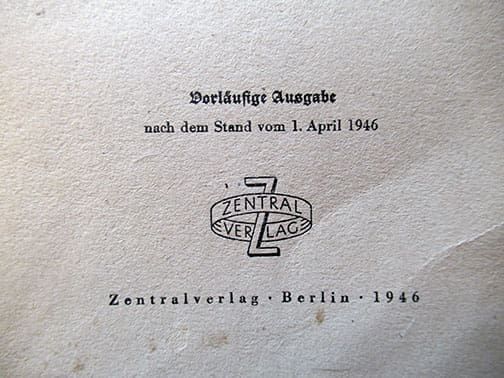 Vorläufige Ausgabe
nach dem Stand vom 1. April 1946
Z
ZENTRAL
VERLAG
Zentralverlag · Berlin · 1946